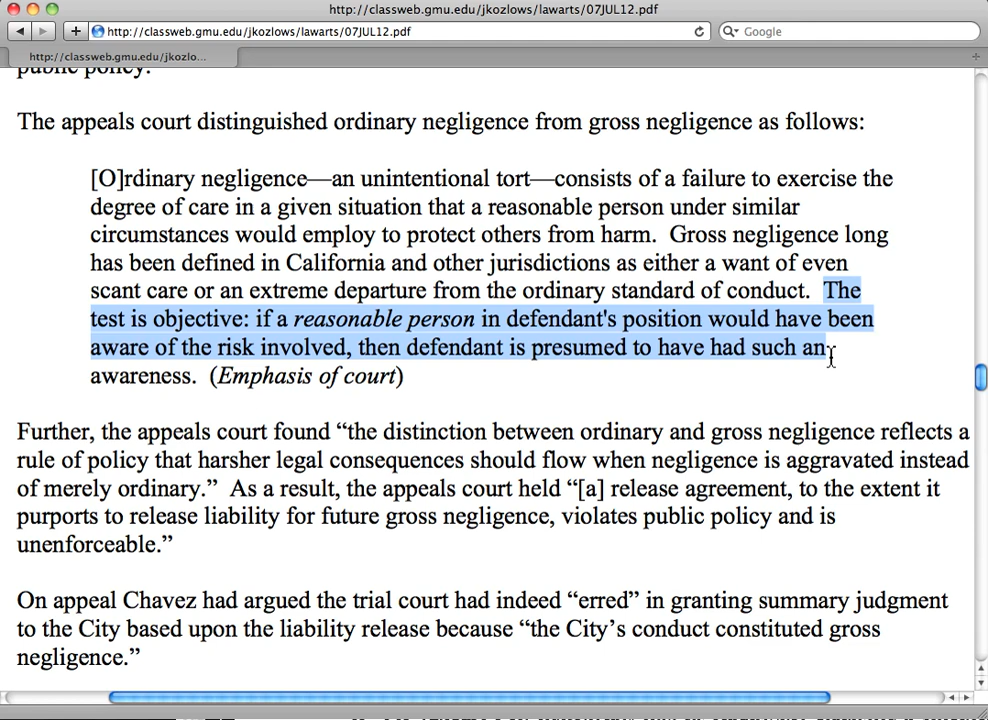 http://classweb.gmu.edu/jkozlows/lawarts/07JUL12.pdf
http://classweb.gmu.edu/jkozlows/lawarts/07JUL12.pdf
Google
http://classweb.gmu.edu/jkozlo...
public policy.
The appeals court distinguished ordinary negligence from gross negligence as follows:
[O]rdinary negligence—an unintentional tort—consists of a failure to exercise the
degree of care in a given situation that a reasonable person under similar
circumstances would employ to protect others from harm.  Gross negligence long
has been defined in California and other jurisdictions as either a want of even
scant care or an extreme departure from the ordinary standard of conduct.  The
test is objective: if a reasonable person in defendant's position would have been
aware of the risk involved, then defendant is presumed to have had such an
awareness.  (Emphasis of court)
Further, the appeals court found “the distinction between ordinary and gross negligence reflects a
rule of policy that harsher legal consequences should flow when negligence is aggravated instead
of merely ordinary.”  As a result, the appeals court held “[a] release agreement, to the extent it
purports to release liability for future gross negligence, violates public policy and is
unenforceable.”
On appeal Chavez had argued the trial court had indeed “erred” in granting summary judgment
to the City based upon the liability release because “the City’s conduct constituted gross
negligence.”